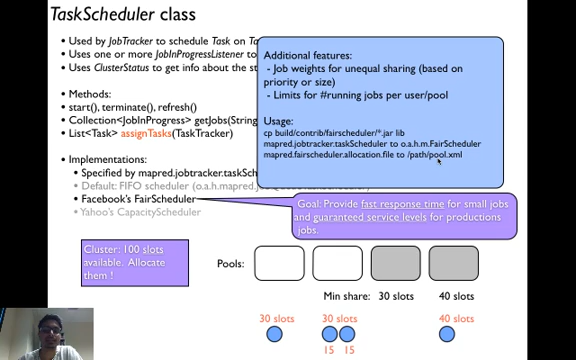 TaskScheduler class
• Used by JobTracker to schedule Task on
• Uses one or more JobInProgressListener to
• Uses ClusterStatus to get info about the
• Methods:
• start(), terminate(), refresh()
• Collection<JobInProgress> getJobs(String
• List<Task> assignTasks(TaskTracker)
• Implementations:
• Specified by mapred.jobtracker.taskSch
• Default: FIFO scheduler (o.a.h.mapred.
• Facebook's FairScheduler
• Yahoo's CapacityScheduler
Additional features:
- Job weights for unequal sharing (based on
priority or size)
- Limits for #running jobs per user/pool
Usage:
cp build/contrib/fairscheduler/*.jar lib
mapred.jobtracker.taskScheduler to o.a.h.m.FairScheduler
mapred.fairscheduler.allocation.file to /path/pool.xml
Goal: Provide fast response time for small jobs
and guaranteed service levels for productions
jobs.
Cluster: 100 slots
available. Allocate
them !
Pools:
Min share: 30 slots 40 slots
30 slots 30 slots 40 slots
15 15